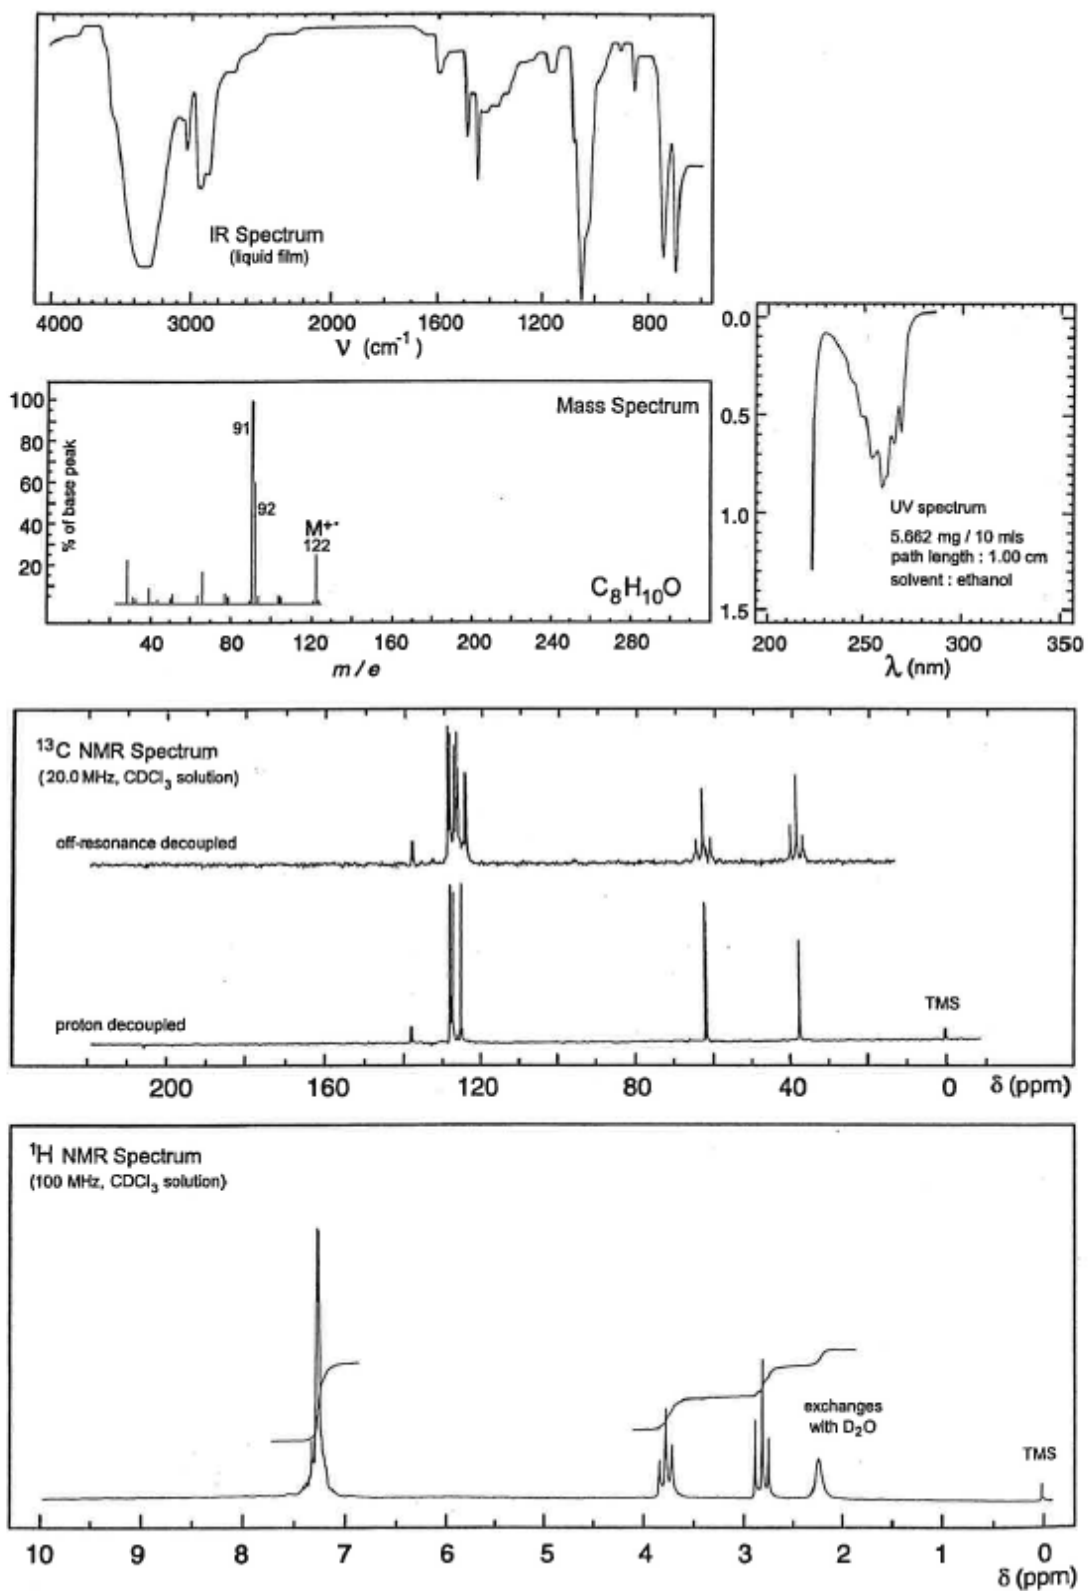 IR Spectrum
(liquid film)
4000 3000 2000 1600 1200 800
ν (cm⁻¹)
0.0
0.5
1.0
1.5
UV spectrum
5.662 mg / 10 mls
path length : 1.00 cm
solvent : ethanol
200 250 300 350
λ (nm)
100
80
60
40
20
% of base peak
Mass Spectrum
91
92
M⁺·
122
C₈H₁₀O
40 80 120 160 200 240 280
m / e
¹³C NMR Spectrum
(20.0 MHz, CDCl₃ solution)
off-resonance decoupled
proton decoupled
TMS
200 160 120 80 40 0 δ (ppm)
¹H NMR Spectrum
(100 MHz, CDCl₃ solution)
exchanges
with D₂O
TMS
10 9 8 7 6 5 4 3 2 1 0
δ (ppm)